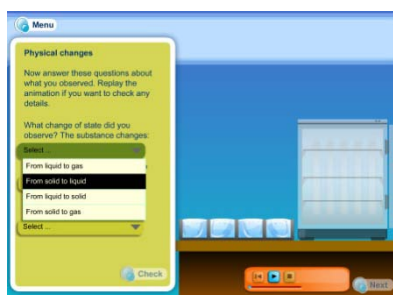 Menu
Physical changes
Now answer these questions about
what you observed. Replay the
animation if you want to check any
details.
What change of state did you
observe? The substance changes:
Select ...
From liquid to gas
From solid to liquid
From liquid to solid
From solid to gas
Select ...
Check
Next